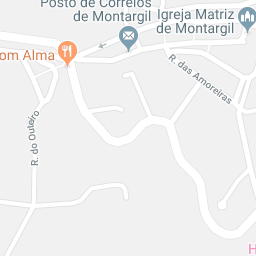 Posto de Correios
de Montargil
Igreja Matriz
de Montargil
om Alma
R. das Amoreiras
R. do Outeiro
H